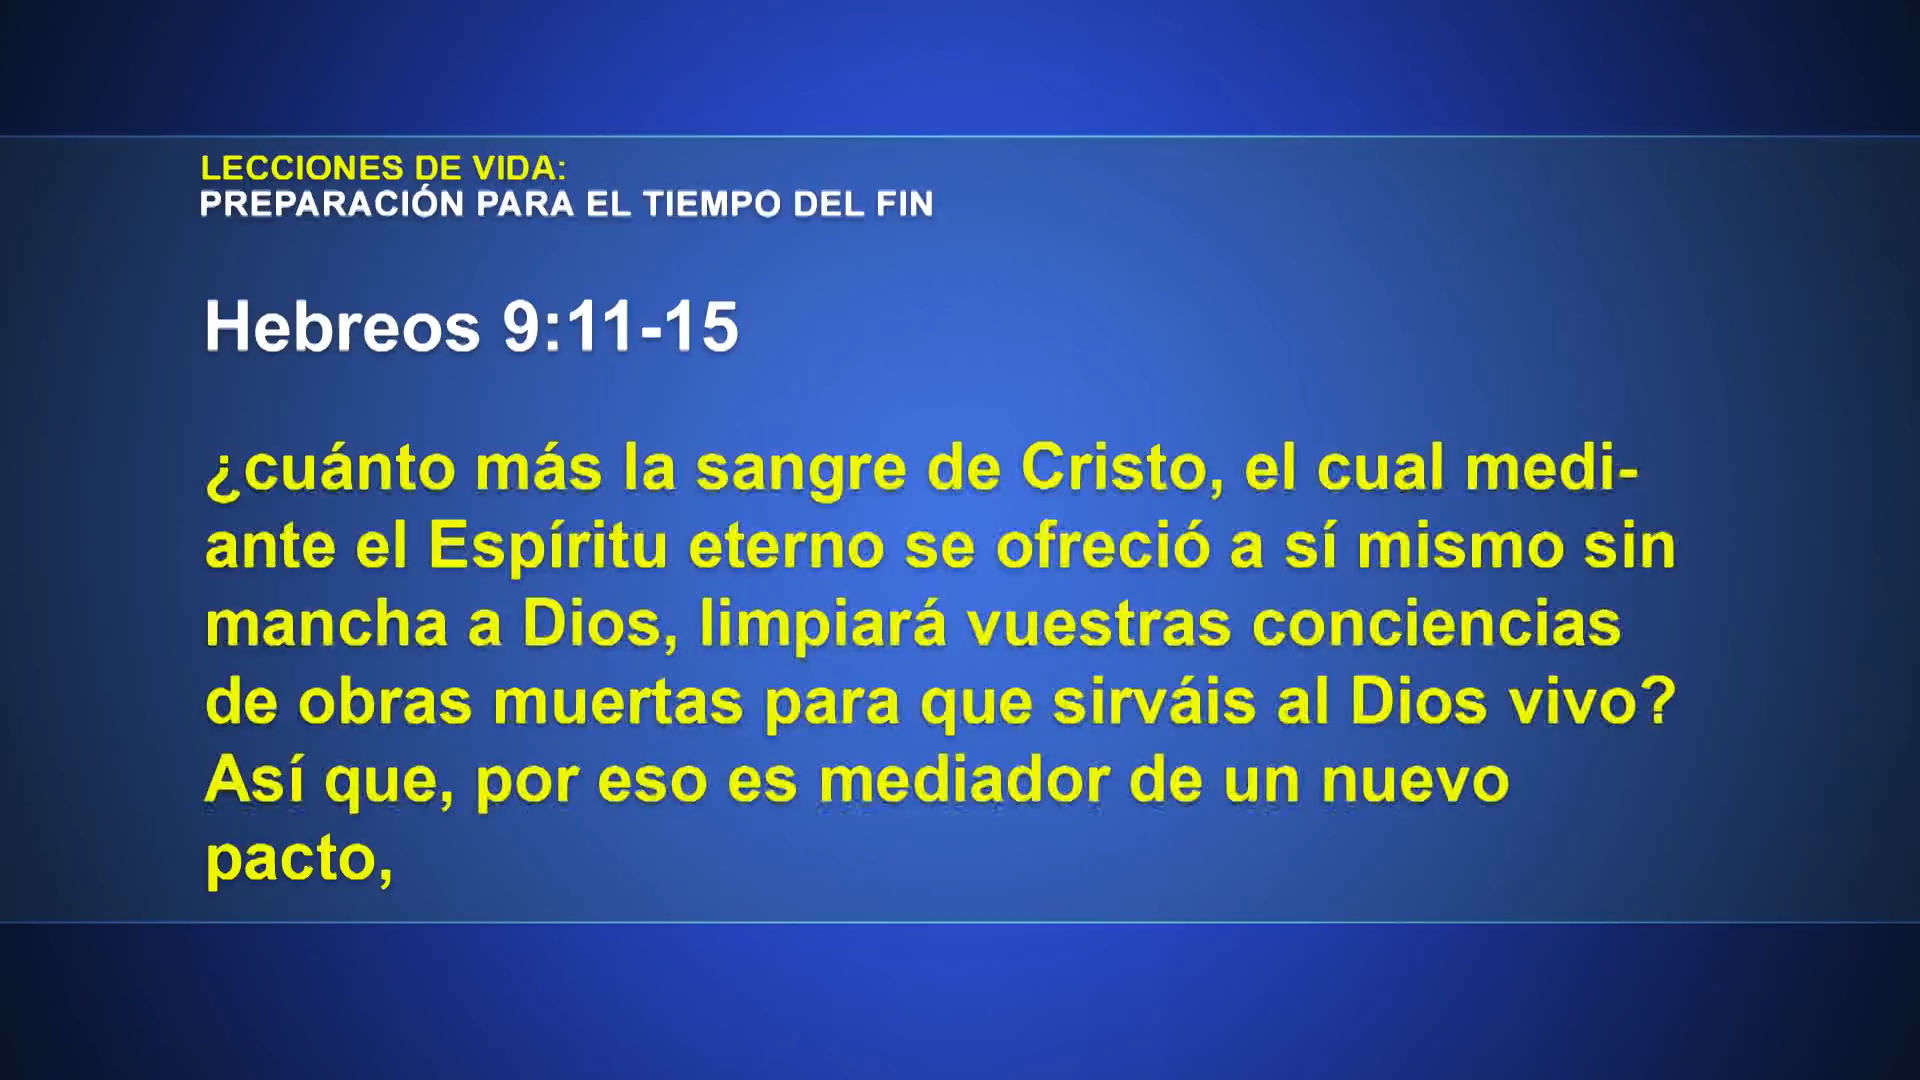 LECCIONES DE VIDA:
PREPARACIÓN PARA EL TIEMPO DEL FIN
Hebreos 9:11-15
¿cuánto más la sangre de Cristo, el cual medi-
ante el Espíritu eterno se ofreció a sí mismo sin
mancha a Dios, limpiará vuestras conciencias
de obras muertas para que sirváis al Dios vivo?
Así que, por eso es mediador de un nuevo
pacto,